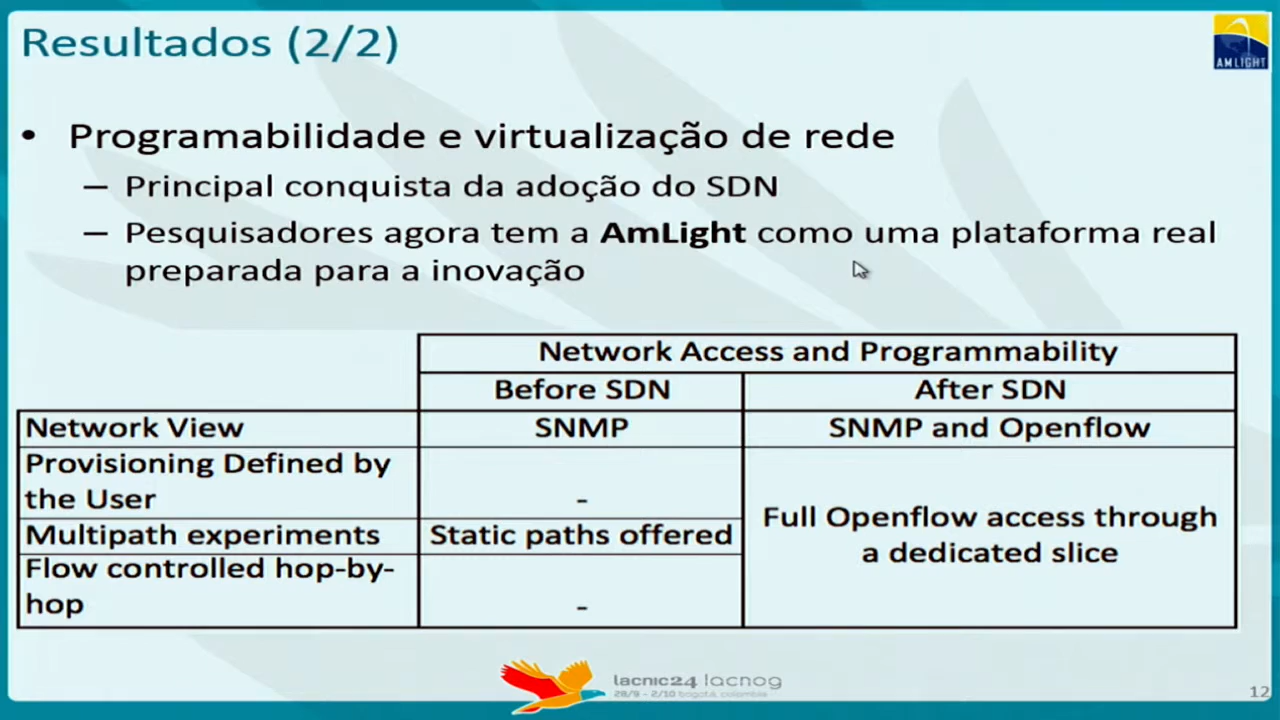 Resultados (2/2)
AMLIGHT
• Programabilidade e virtualização de rede
– Principal conquista da adoção do SDN
– Pesquisadores agora tem a AmLight como uma plataforma real
preparada para a inovação
Network Access and Programmability
Before SDN After SDN
Network View SNMP SNMP and Openflow
Provisioning Defined by
the User -
Multipath experiments Static paths offered
Full Openflow access through
a dedicated slice
Flow controlled hop-by-
hop -
lacnic24 lacnog
28/9 - 2/10 bogotá, colombia
12